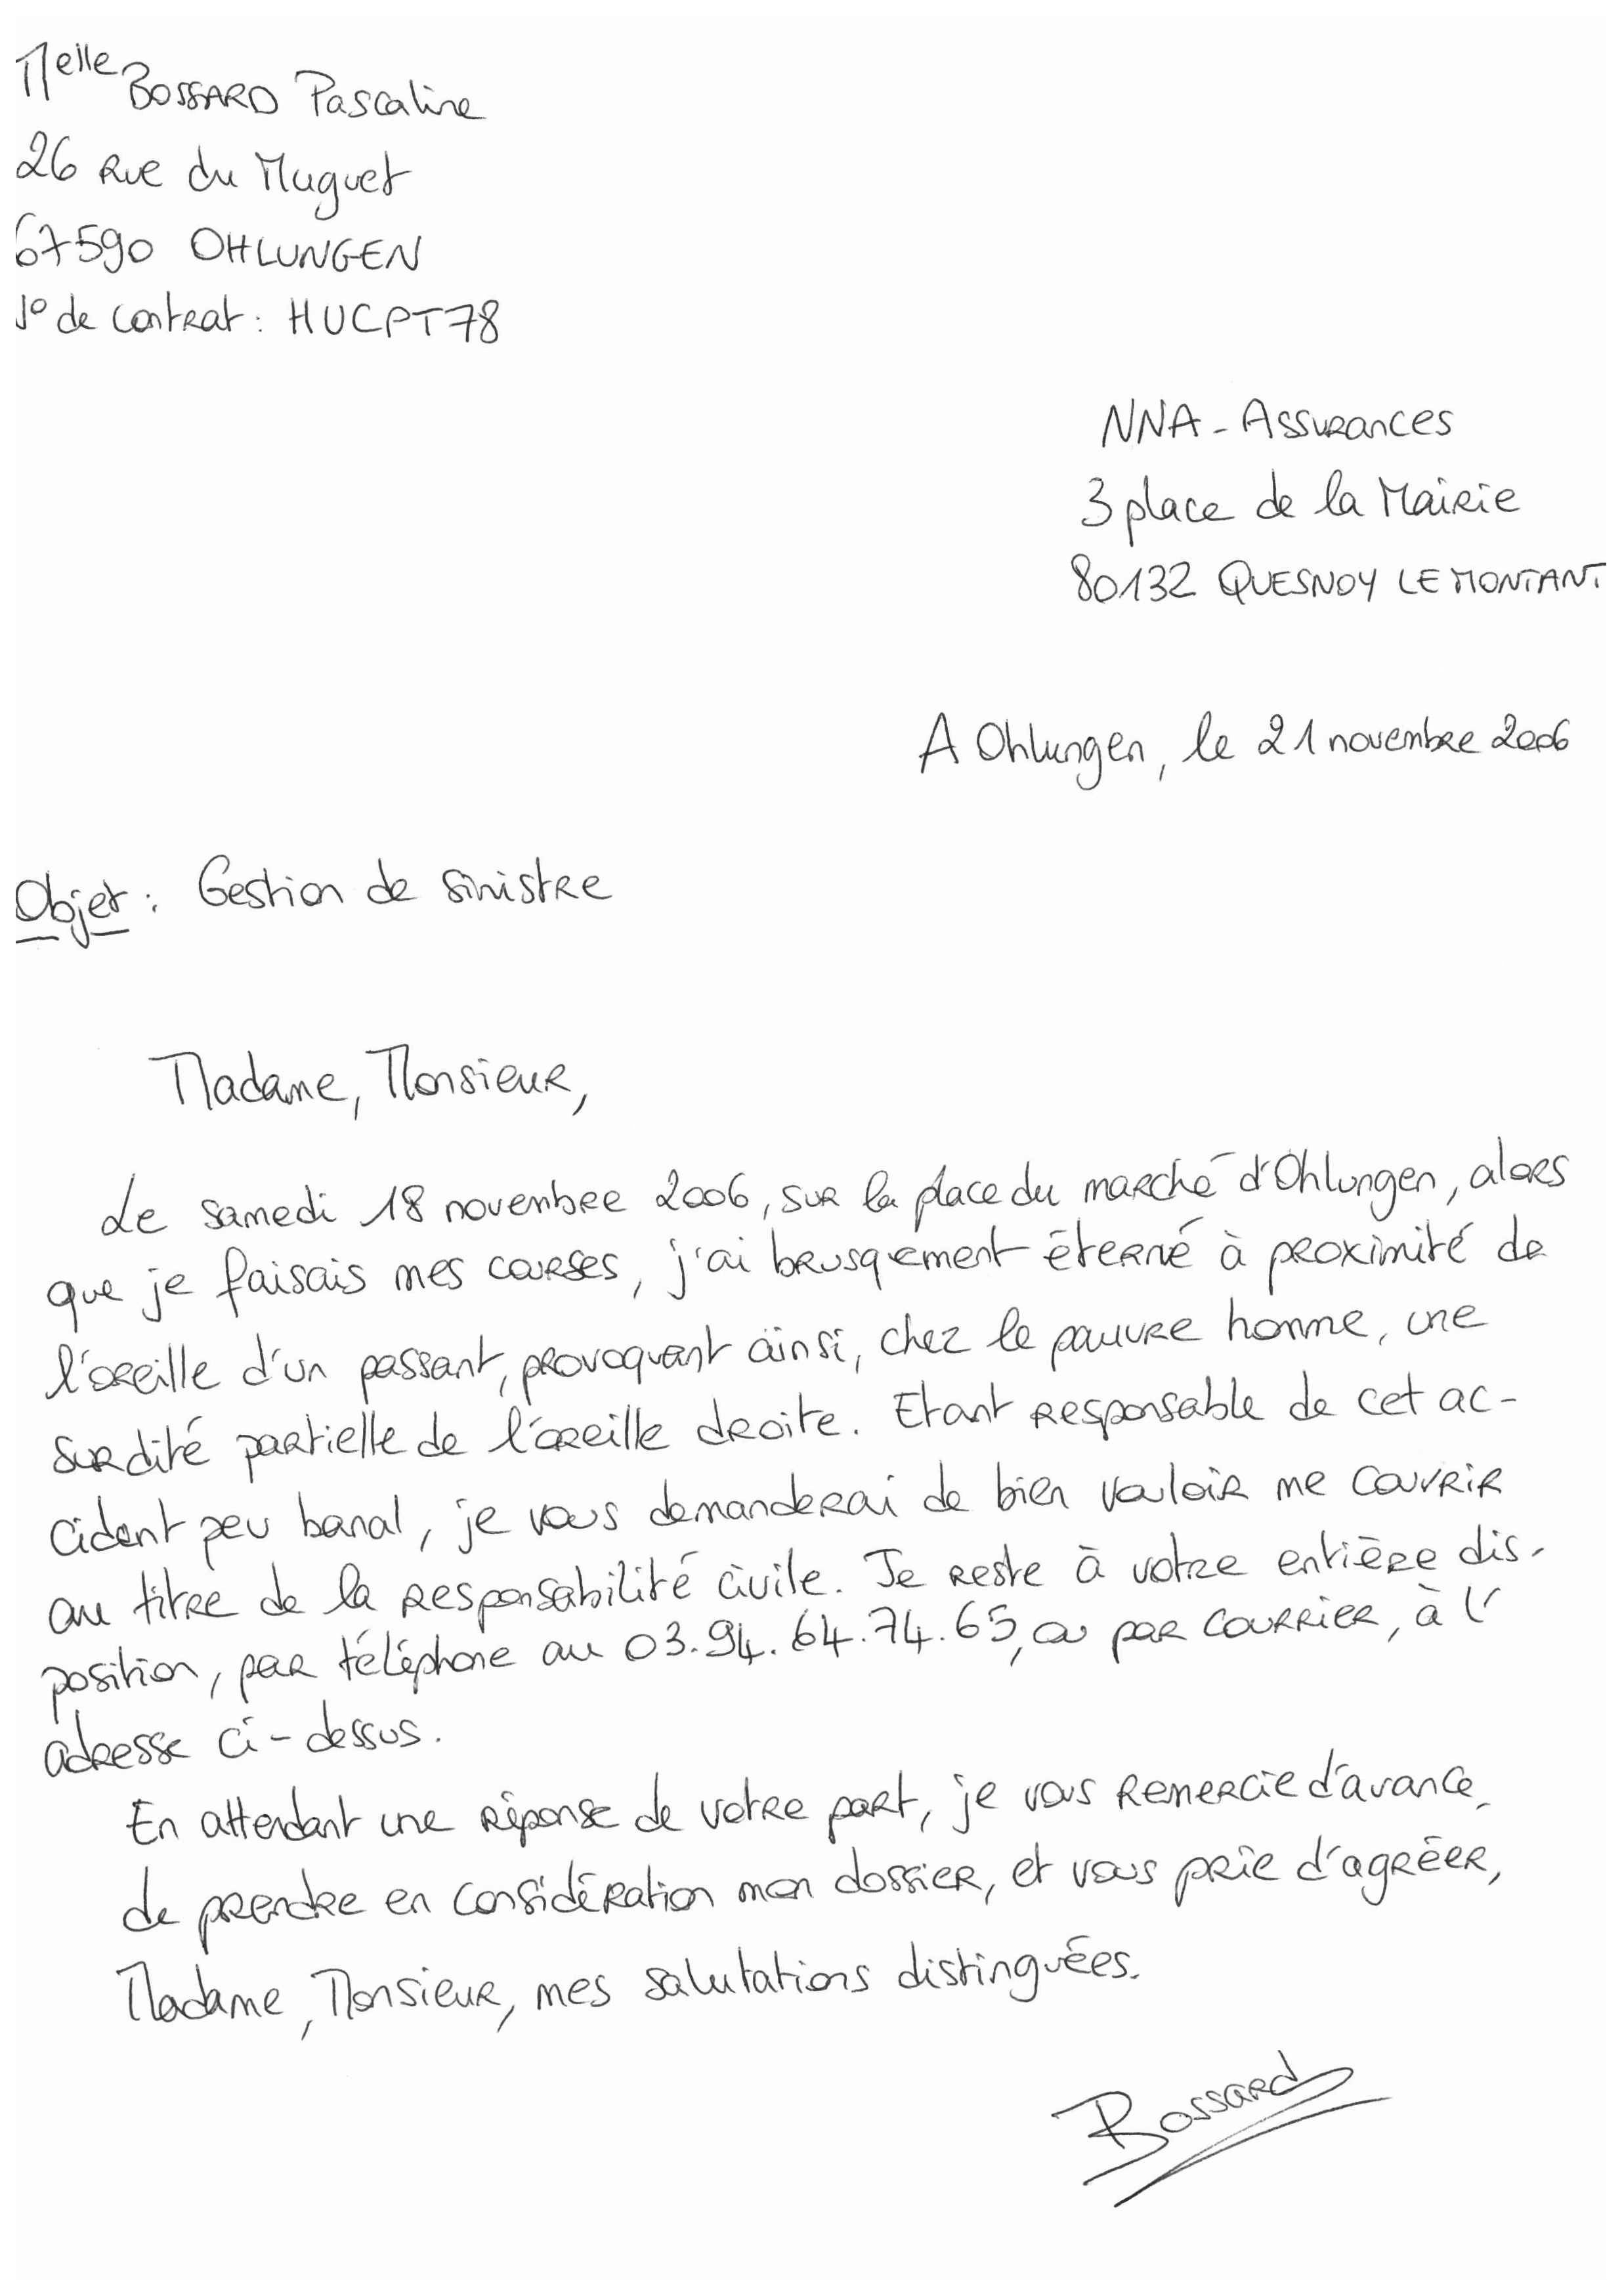 Melle BOSSARD Pascaline
26 Rue du Muguet
67590 OHLUNGEN
N° de contrat : HUCPT78
NNA - Assurances
3 place de la Mairie
80132 QUESNOY LE MONTANT
A Ohlungen, le 21 novembre 2006
Objet : Gestion de sinistre
Madame, Monsieur,
Le samedi 18 novembre 2006, sur la place du marché d'Ohlungen, alors
que je faisais mes courses, j'ai brusquement éterné à proximité de
l'oreille d'un passant, provoquant ainsi, chez le pauvre homme, une
surdité partielle de l'oreille droite. Etant responsable de cet ac-
cident peu banal, je vous demanderai de bien vouloir me couvrir
au titre de la responsabilité civile. Je reste à votre entière dis-
position, par téléphone au 03.94.64.74.65, ou par courrier, à l'
adresse ci-dessus.
En attendant une réponse de votre part, je vous remercie d'avance,
de prendre en considération mon dossier, et vous prie d'agréer,
Madame, Monsieur, mes salutations distinguées.
Bossard